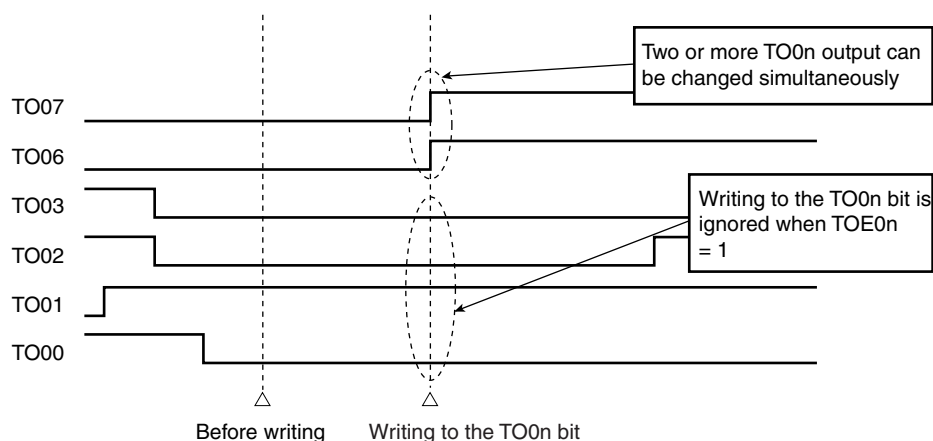 Two or more TO0n output can
be changed simultaneously
TO07
TO06
TO03
Writing to the TO0n bit is
ignored when TOE0n
= 1
TO02
TO01
TO00
Before writing
Writing to the TO0n bit